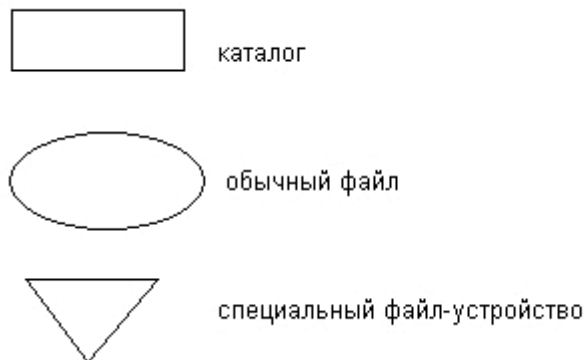 каталог
обычный файл
специальный файл-устройство